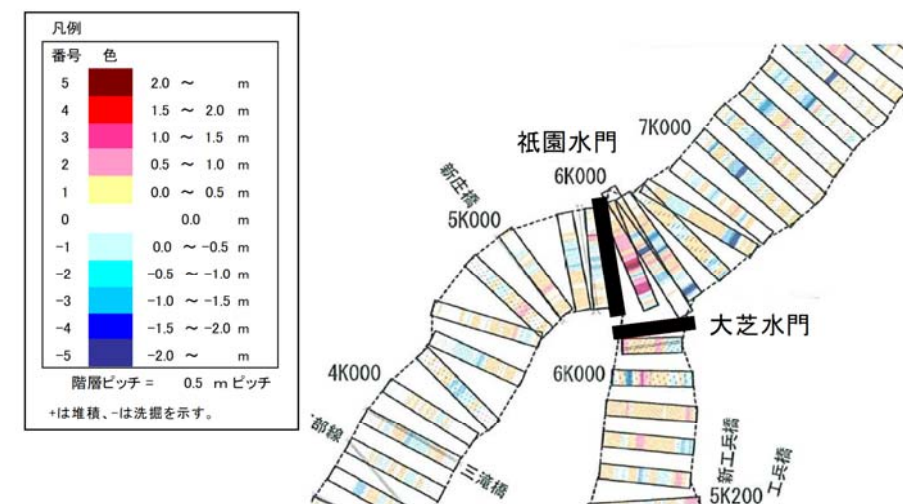 凡例
番号 色
5 2.0 ～ m
4 1.5 ～ 2.0 m
3 1.0 ～ 1.5 m
2 0.5 ～ 1.0 m
1 0.0 ～ 0.5 m
0 0.0 m
-1 0.0 ～ -0.5 m
-2 -0.5 ～ -1.0 m
-3 -1.0 ～ -1.5 m
-4 -1.5 ～ -2.0 m
-5 -2.0 ～ m
階層ピッチ = 0.5 m ピッチ
+は堆積、-は洗掘を示す。
7K000
祇園水門
6K000
新庄橋
5K000
大芝水門
4K000
6K000
部線
三滝橋
新工兵橋
工兵橋
5K200